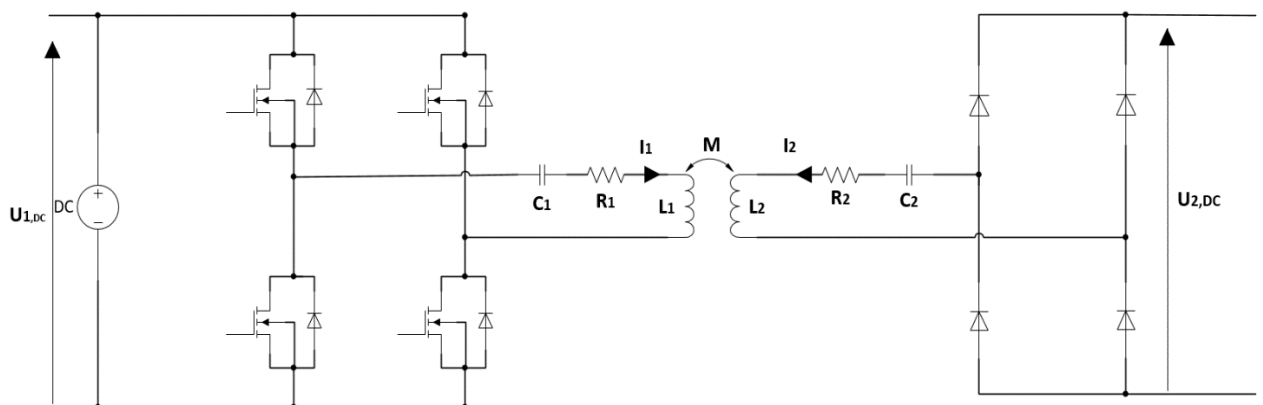 I₁
M
I₂
C₁
R₁
L₁
L₂
R₂
C₂
U₁,DC
DC
U₂,DC